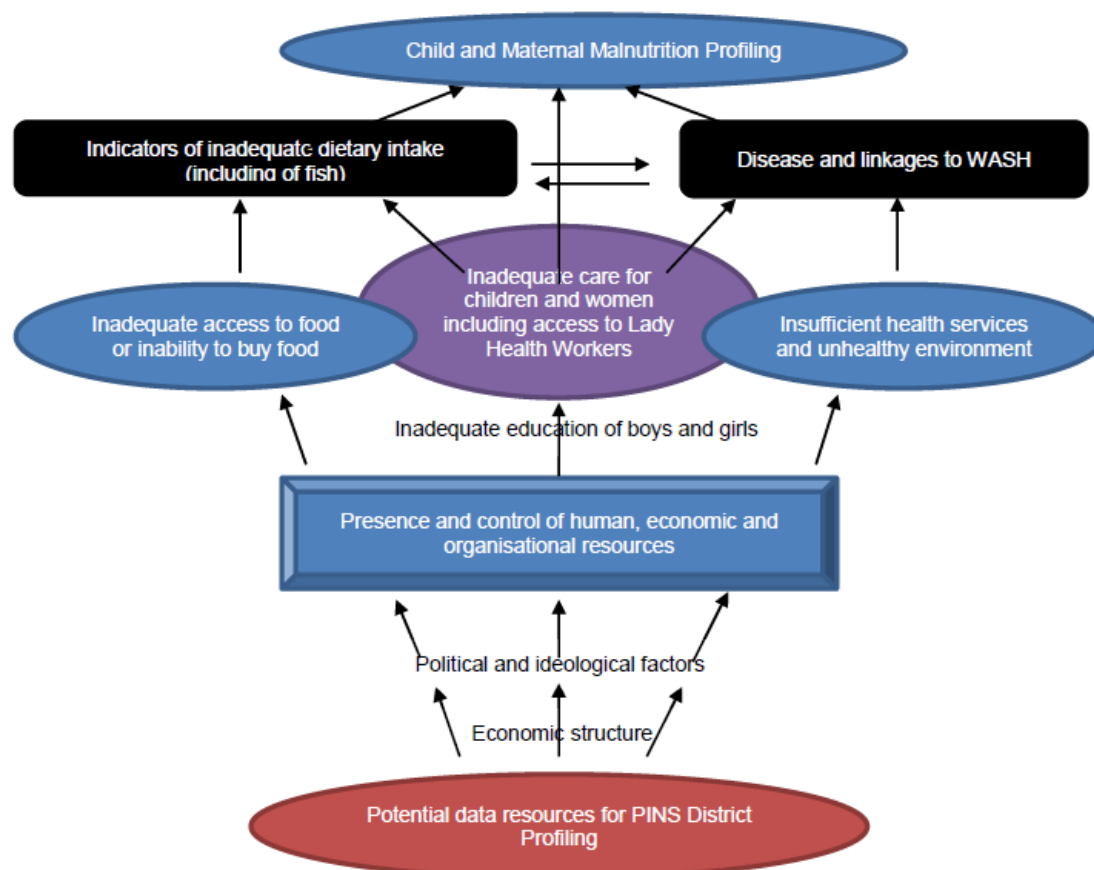 Child and Maternal Malnutrition Profiling
Indicators of inadequate dietary intake
(including of fish)
Disease and linkages to WASH
Inadequate access to food
or inability to buy food
Inadequate care for
children and women
including access to Lady
Health Workers
Insufficient health services
and unhealthy environment
Inadequate education of boys and girls
Presence and control of human, economic and
organisational resources
Political and ideological factors
Economic structure
Potential data resources for PINS District
Profiling